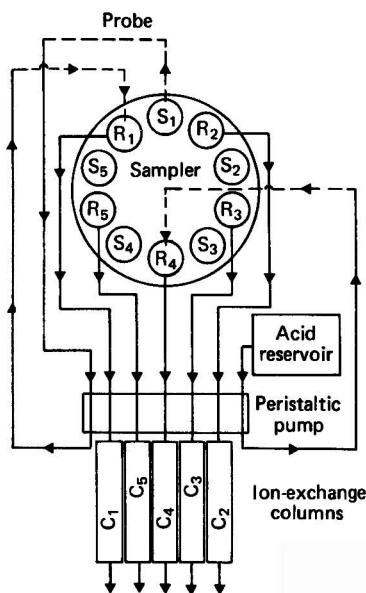 Probe
S1
R1
R2
S5
Sampler
S2
R5
R3
S4
R4
S3
Acid
reservoir
Peristaltic
pump
C1
C5
C4
C3
C2
Ion-exchange
columns